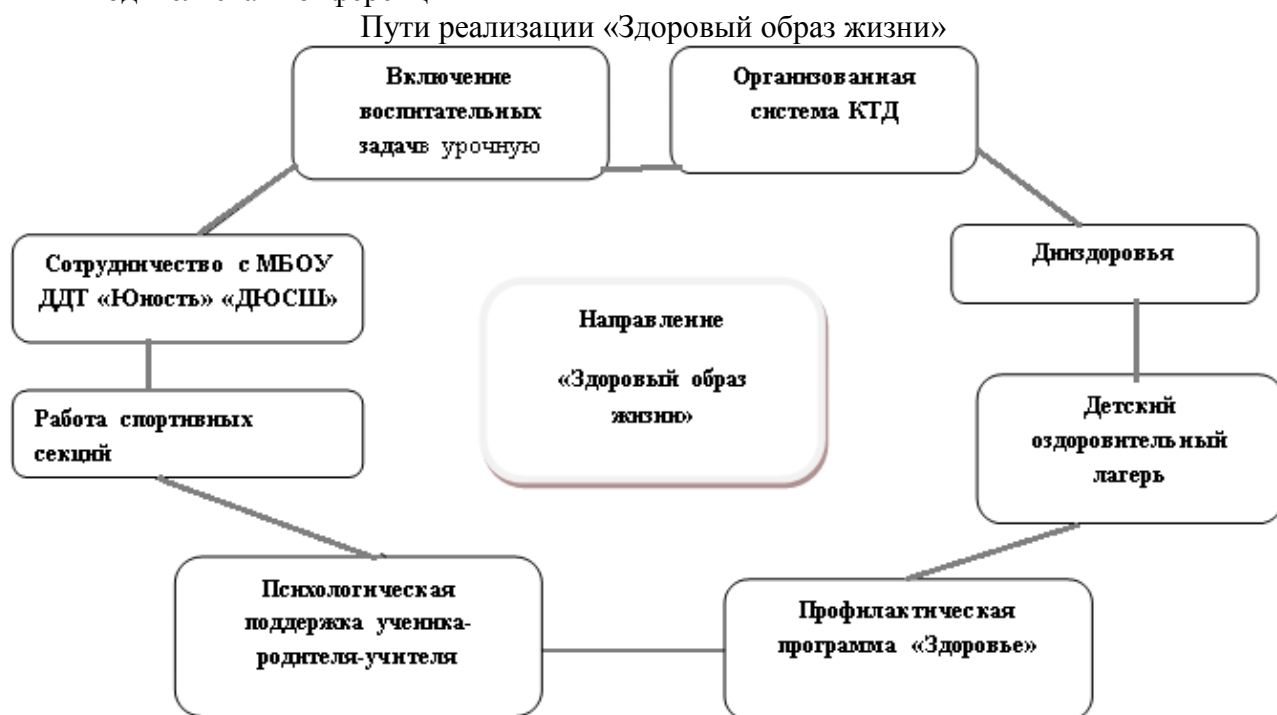 Пути реализации «Здоровый образ жизни»
Включение
воспитательных
задачв урочную
Организованная
система КТД
Сотрудничество с МБОУ
ДДТ «Юность» «ДЮСШ»
Дниздоровья
Направление
«Здоровый образ
жизни»
Работа спортивных
секций
Детский
оздоровительный
лагерь
Психологическая
поддержка ученика-
родителя-учителя
Профилактическая
программа «Здоровье»